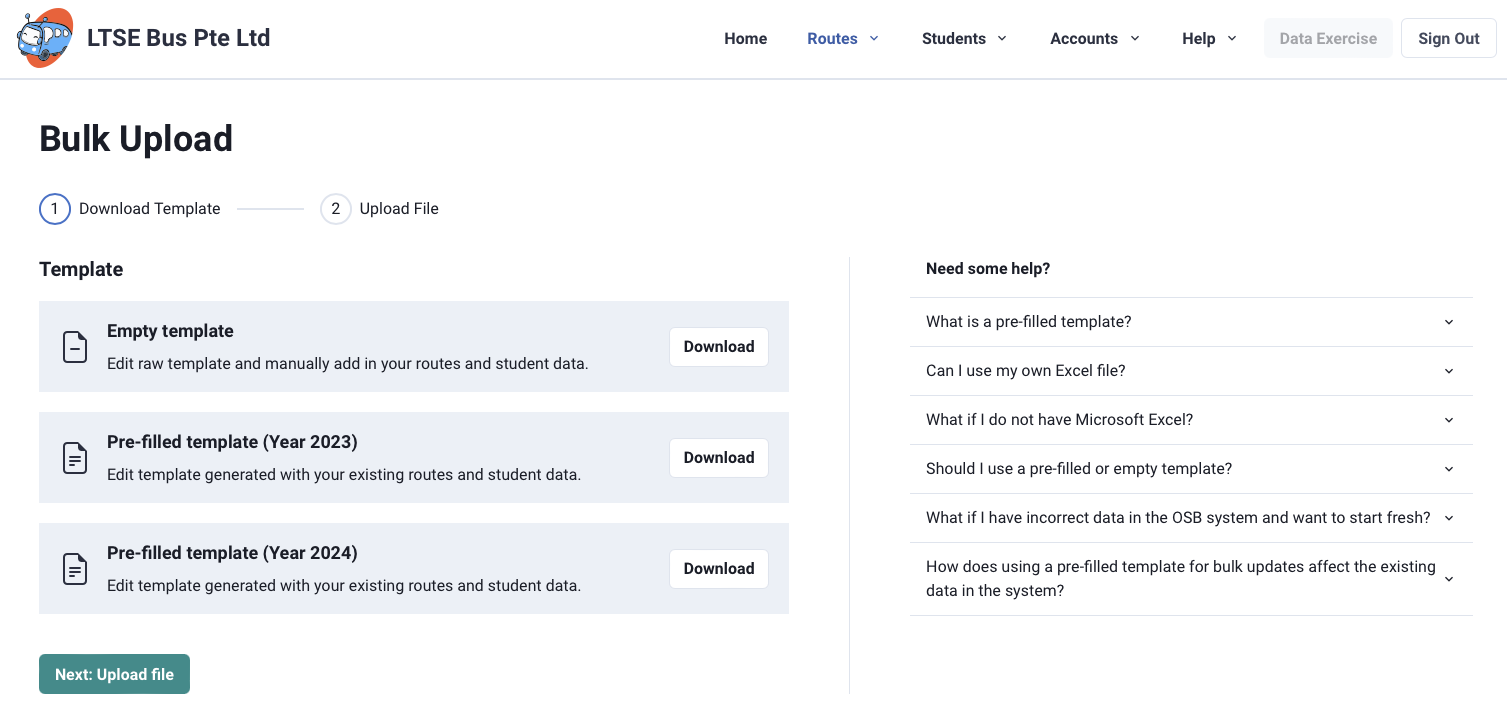 LTSE Bus Pte Ltd
Home
Routes
Students
Accounts
Help
Data Exercise
Sign Out
Bulk Upload
1 Download Template
2 Upload File
Template
Empty template
Edit raw template and manually add in your routes and student data.
Download
Pre-filled template (Year 2023)
Edit template generated with your existing routes and student data.
Download
Pre-filled template (Year 2024)
Edit template generated with your existing routes and student data.
Download
Next: Upload file
Need some help?
What is a pre-filled template?
Can I use my own Excel file?
What if I do not have Microsoft Excel?
Should I use a pre-filled or empty template?
What if I have incorrect data in the OSB system and want to start fresh?
How does using a pre-filled template for bulk updates affect the existing
data in the system?